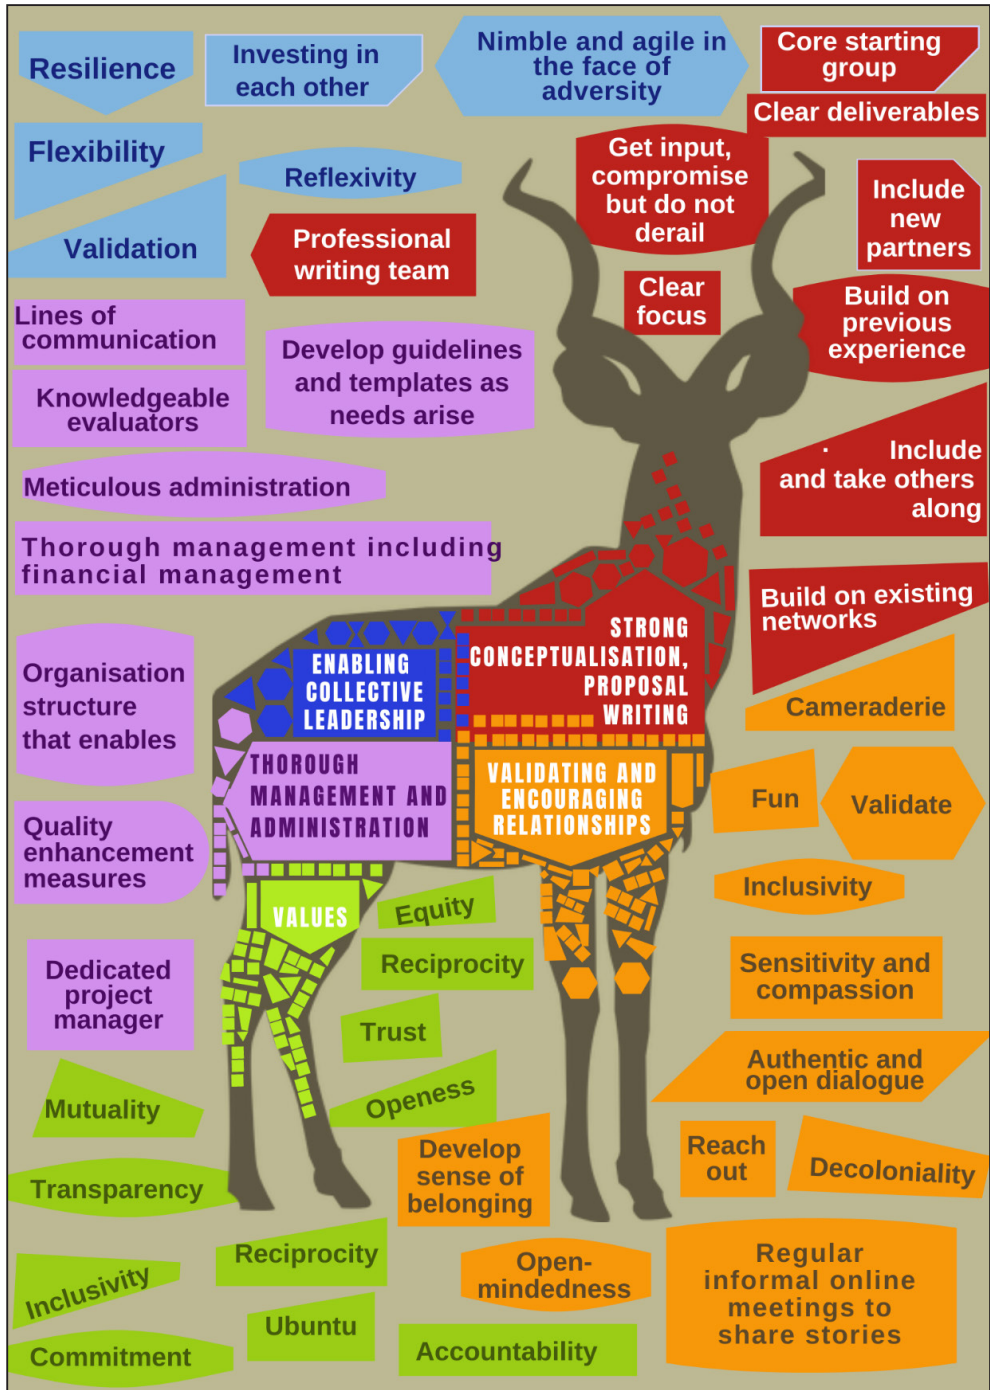 Resilience
Investing in
each other
Nimble and agile in
the face of
adversity
Core starting
group
Clear deliverables
Flexibility
Reflexivity
Get input,
compromise
but do not
derail
Include
new
partners
Validation
Professional
writing team
Clear
focus
Build on
previous
experience
Lines of
communication
Develop guidelines
and templates as
needs arise
Knowledgeable
evaluators
Include
and take others
along
Meticulous administration
Thorough management including
financial management
Build on existing
networks
Organisation
structure
that enables
ENABLING
COLLECTIVE
LEADERSHIP
STRONG
CONCEPTUALISATION,
PROPOSAL
WRITING
Cameraderie
THOROUGH
MANAGEMENT AND
ADMINISTRATION
VALIDATING AND
ENCOURAGING
RELATIONSHIPS
Fun
Validate
Quality
enhancement
measures
Inclusivity
VALUES
Equity
Dedicated
project
manager
Reciprocity
Sensitivity and
compassion
Trust
Authentic and
open dialogue
Mutuality
Openess
Develop
sense of
belonging
Reach
out
Decoloniality
Transparency
Reciprocity
Open-
mindedness
Regular
informal online
meetings to
share stories
Inclusivity
Ubuntu
Commitment
Accountability